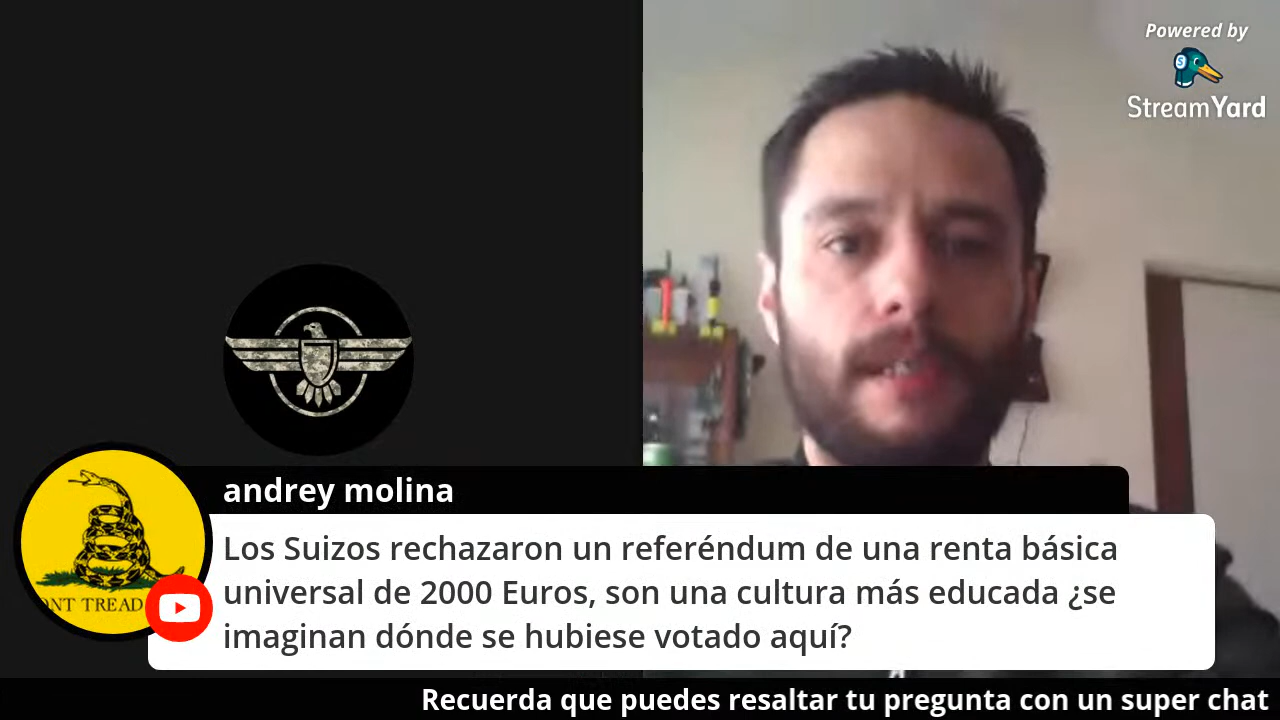 Powered by
StreamYard
andrey molina
Los Suizos rechazaron un referéndum de una renta básica
universal de 2000 Euros, son una cultura más educada ¿se
imaginan dónde se hubiese votado aquí?
ONT TREAD
Recuerda que puedes resaltar tu pregunta con un super chat